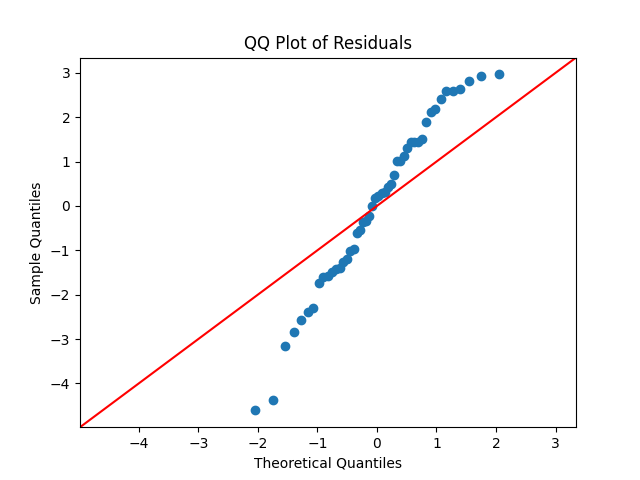 QQ Plot of Residuals
3
2
1
0
−1
−2
−3
−4
Sample Quantiles
−4 −3 −2 −1 0 1 2 3
Theoretical Quantiles